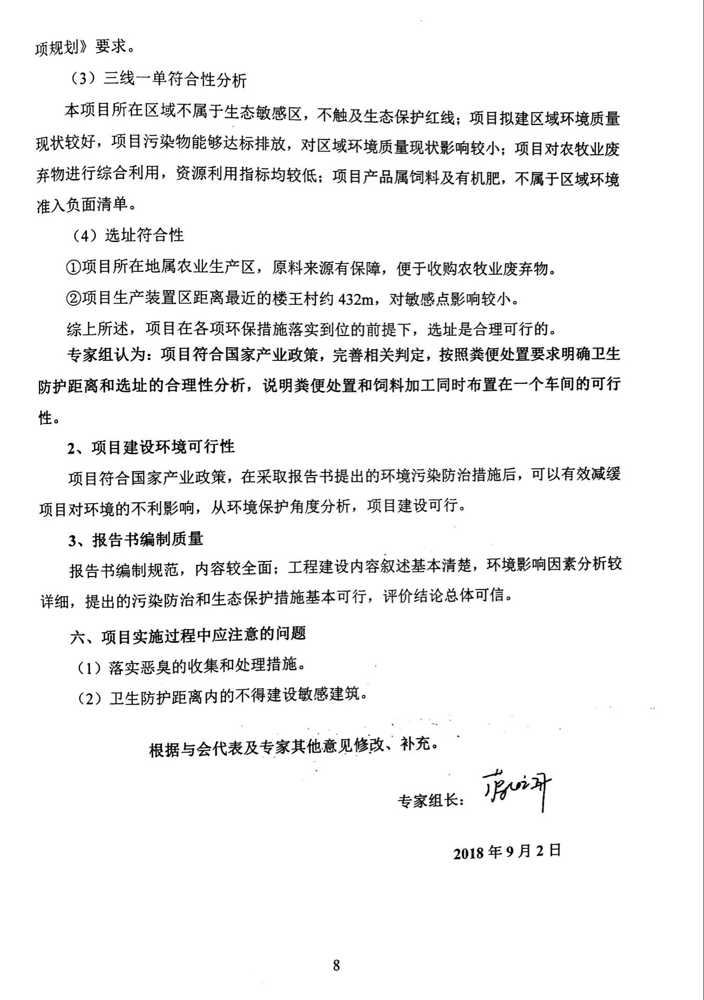 项规划》要求。
（3）三线一单符合性分析
本项目所在区域不属于生态敏感区，不触及生态保护红线；项目拟建区域环境质量
现状较好，项目污染物能够达标排放，对区域环境质量现状影响较小；项目对农牧业废
弃物进行综合利用，资源利用指标均较低；项目产品属饲料及有机肥，不属于区域环境
准入负面清单。
（4）选址符合性
①项目所在地属农业生产区，原料来源有保障，便于收购农牧业废弃物。
②项目生产装置区距离最近的楼王村约 432m，对敏感点影响较小。
综上所述，项目在各项环保措施落实到位的前提下，选址是合理可行的。
专家组认为：项目符合国家产业政策，完善相关判定，按照粪便处置要求明确卫生
防护距离和选址的合理性分析，说明粪便处置和饲料加工同时布置在一个车间的可行
性。
2、项目建设环境可行性
项目符合国家产业政策，在采取报告书提出的环境污染防治措施后，可以有效减缓
项目对环境的不利影响，从环境保护角度分析，项目建设可行。
3、报告书编制质量
报告书编制规范，内容较全面；工程建设内容叙述基本清楚，环境影响因素分析较
详细，提出的污染防治和生态保护措施基本可行，评价结论总体可信。
六、项目实施过程中应注意的问题
（1）落实恶臭的收集和处理措施。
（2）卫生防护距离内的不得建设敏感建筑。
根据与会代表及专家其他意见修改、补充。
专家组长：
2018 年 9 月 2 日
8